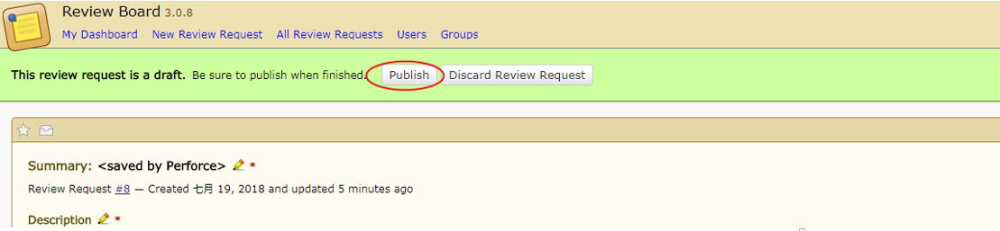 Review Board 3.0.8
My Dashboard New Review Request All Review Requests Users Groups
This review request is a draft. Be sure to publish when finished. Publish Discard Review Request
Summary: <saved by Perforce> *
Review Request #8 — Created 七月 19, 2018 and updated 5 minutes ago
Description *